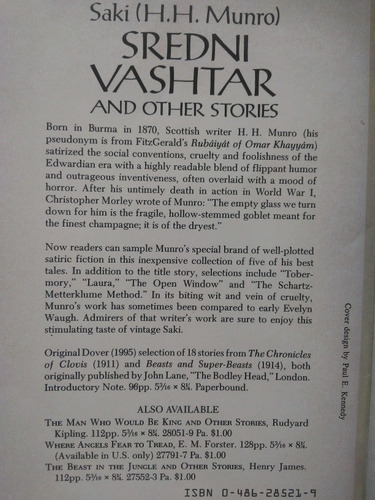 Saki (H. H. Munro)
SREDNI
VASHTAR
AND OTHER STORIES
Born in Burma in 1870, Scottish writer H. H. Munro (his
pseudonym is from FitzGerald's Rubáiyát of Omar Khayyám)
satirized the social conventions, cruelty and foolishness of the
Edwardian era with a highly readable blend of flippant humor
and outrageous inventiveness, often overlaid with a mood of
horror. After his untimely death in action in World War I,
Christopher Morley wrote of Munro: "The empty glass we turn
down for him is the fragile, hollow-stemmed goblet meant for
the finest champagne; it is of the dryest."
Now readers can sample Munro's special brand of well-plotted
satiric fiction in this inexpensive collection of five of his best
tales. In addition to the title story, selections include "Tober-
mory," "Laura," "The Open Window" and "The Schartz-
Metterklume Method." In its biting wit and vein of cruelty,
Munro's work has sometimes been compared to early Evelyn
Waugh. Admirers of that writer's work are sure to enjoy this
stimulating taste of vintage Saki.
Original Dover (1995) selection of 18 stories from The Chronicles
of Clovis (1911) and Beasts and Super-Beasts (1914), both
originally published by John Lane, "The Bodley Head," London.
Introductory Note. 96pp. 5³⁄₁₆ × 8¼. Paperbound.
ALSO AVAILABLE
THE MAN WHO WOULD BE KING AND OTHER STORIES, Rudyard
Kipling. 112pp. 5³⁄₁₆ × 8¼. 28051-9 Pa. $1.00
WHERE ANGELS FEAR TO TREAD, E. M. Forster. 128pp. 5³⁄₁₆ × 8¼.
(Available in U.S. only) 27791-7 Pa. $1.00
THE BEAST IN THE JUNGLE AND OTHER STORIES, Henry James.
112pp. 5³⁄₁₆ × 8¼. 27552-3 Pa. $1.00
ISBN 0-486-28521-9
Cover design by Paul E. Kennedy